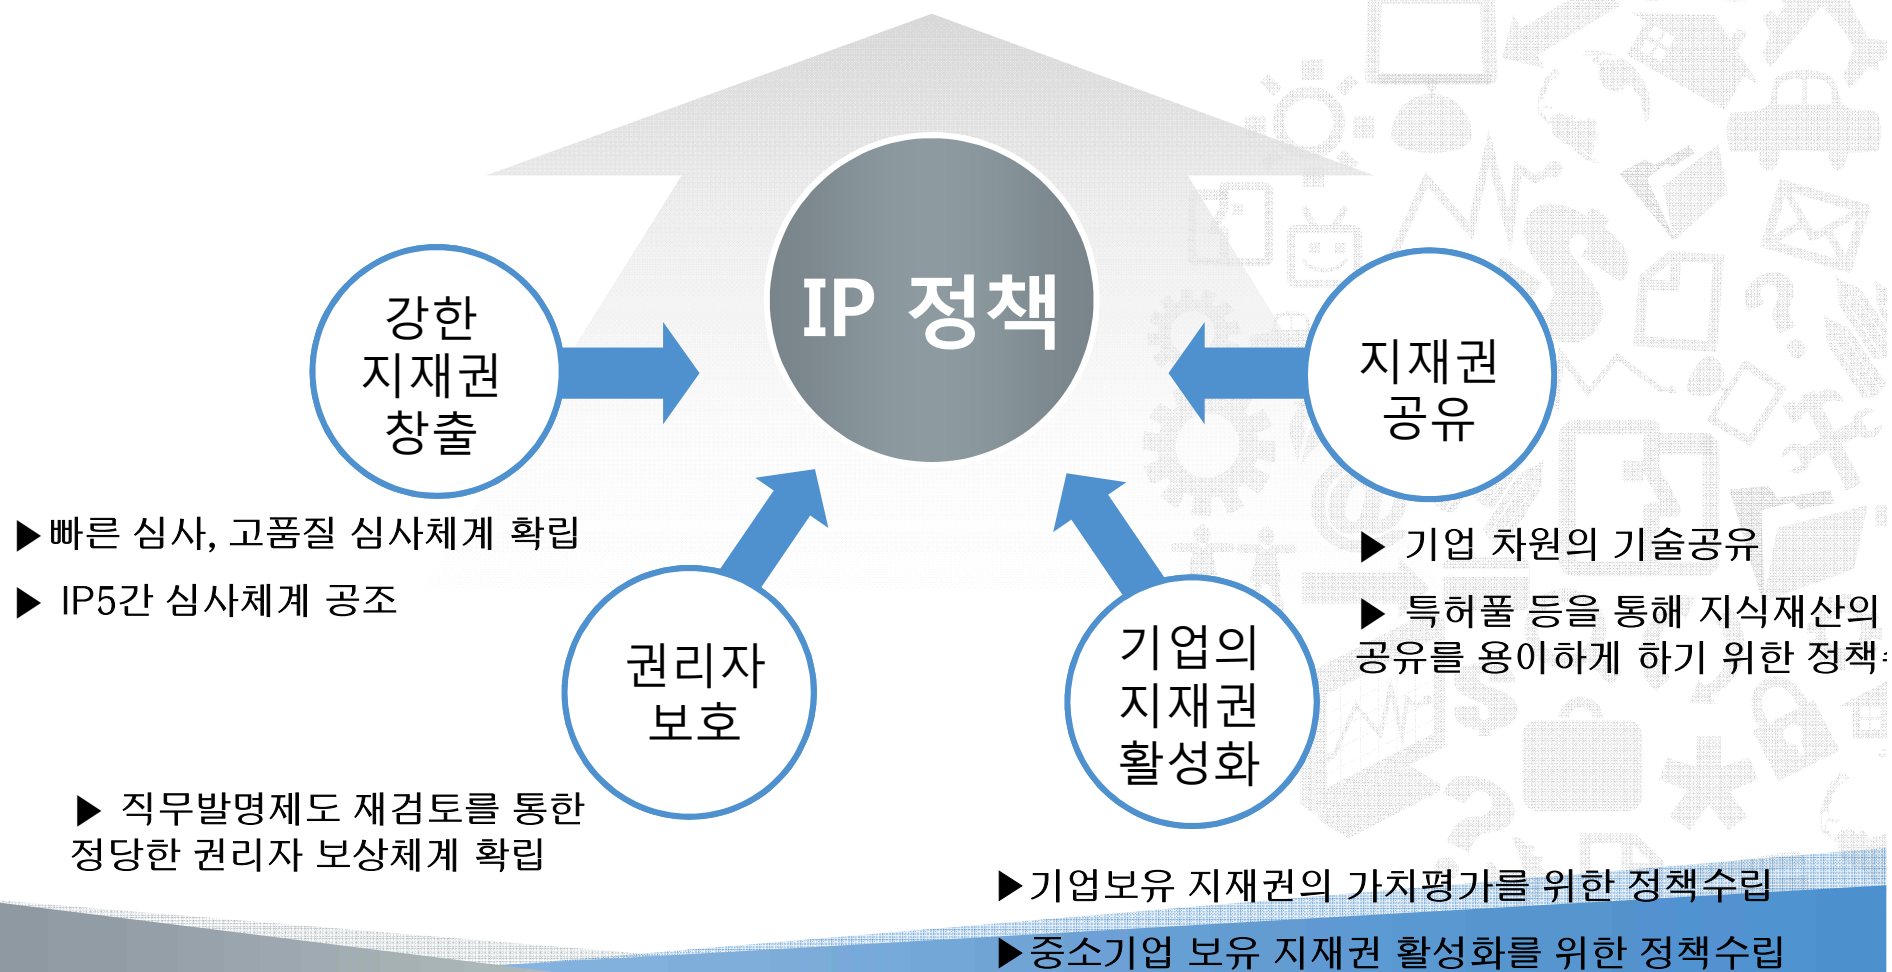 IP 정책
강한
지재권
창출
▶빠른 심사, 고품질 심사체계 확립
▶ IP5간 심사체계 공조
권리자
보호
▶ 직무발명제도 재검토를 통한
정당한 권리자 보상체계 확립
기업의
지재권
활성화
▶기업보유 지재권의 가치평가를 위한 정책수립
▶중소기업 보유 지재권 활성화를 위한 정책수립
지재권
공유
▶ 기업 차원의 기술공유
▶ 특허풀 등을 통해 지식재산의
공유를 용이하게 하기 위한 정책